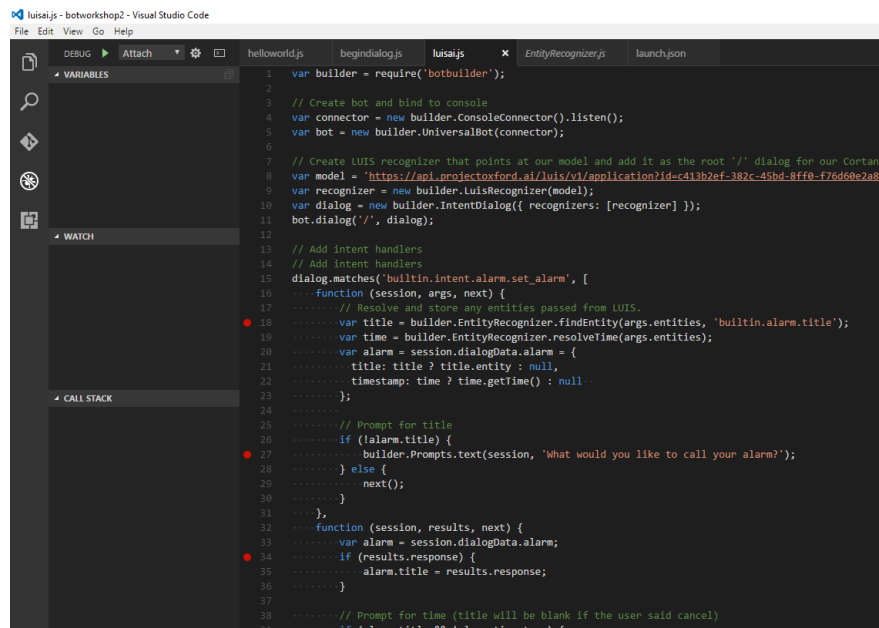 luisai.js - botworkshop2 - Visual Studio Code
File Edit View Go Help
DEBUG Attach
helloworld.js begindialog.js luisai.js × EntityRecognizer.js launch.json
VARIABLES
WATCH
CALL STACK
1 var builder = require('botbuilder');
2
3 // Create bot and bind to console
4 var connector = new builder.ConsoleConnector().listen();
5 var bot = new builder.UniversalBot(connector);
6
7 // Create LUIS recognizer that points at our model and add it as the root '/' dialog for our Cortan
8 var model = 'https://api.projectoxford.ai/luis/v1/application?id=c413b2ef-382c-45bd-8ff0-f76d60e2a8
9 var recognizer = new builder.LuisRecognizer(model);
10 var dialog = new builder.IntentDialog({ recognizers: [recognizer] });
11 bot.dialog('/', dialog);
12
13 // Add intent handlers
14 // Add intent handlers
15 dialog.matches('builtin.intent.alarm.set_alarm', [
16 function (session, args, next) {
17 // Resolve and store any entities passed from LUIS.
18 var title = builder.EntityRecognizer.findEntity(args.entities, 'builtin.alarm.title');
19 var time = builder.EntityRecognizer.resolveTime(args.entities);
20 var alarm = session.dialogData.alarm = {
21 title: title ? title.entity : null,
22 timestamp: time ? time.getTime() : null
23 };
24
25 // Prompt for title
26 if (!alarm.title) {
27 builder.Prompts.text(session, 'What would you like to call your alarm?');
28 } else {
29 next();
30 }
31 },
32 function (session, results, next) {
33 var alarm = session.dialogData.alarm;
34 if (results.response) {
35 alarm.title = results.response;
36 }
37
38 // Prompt for time (title will be blank if the user said cancel)